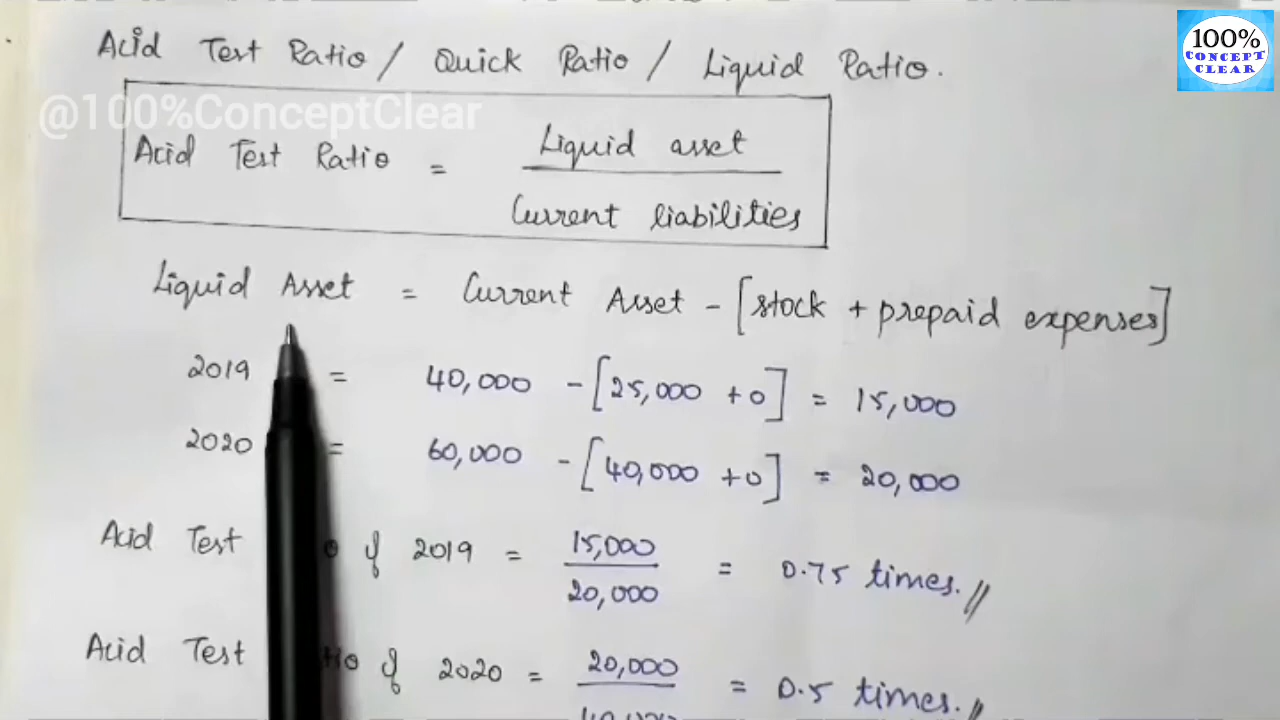 Acid Test Ratio / Quick Ratio / Liquid Ratio.
100%
CONCEPT
CLEAR
@100%ConceptClear
Acid Test Ratio = Liquid asset
Current liabilities
Liquid Asset = Current Asset - [stock + prepaid expenses]
2019 = 40,000 - [25,000 + 0] = 15,000
2020 = 60,000 - [40,000 + 0] = 20,000
Acid Test of 2019 = 15,000
20,000 = 0.75 times.//
Acid Test of 2020 = 20,000
= 0.5 times.//